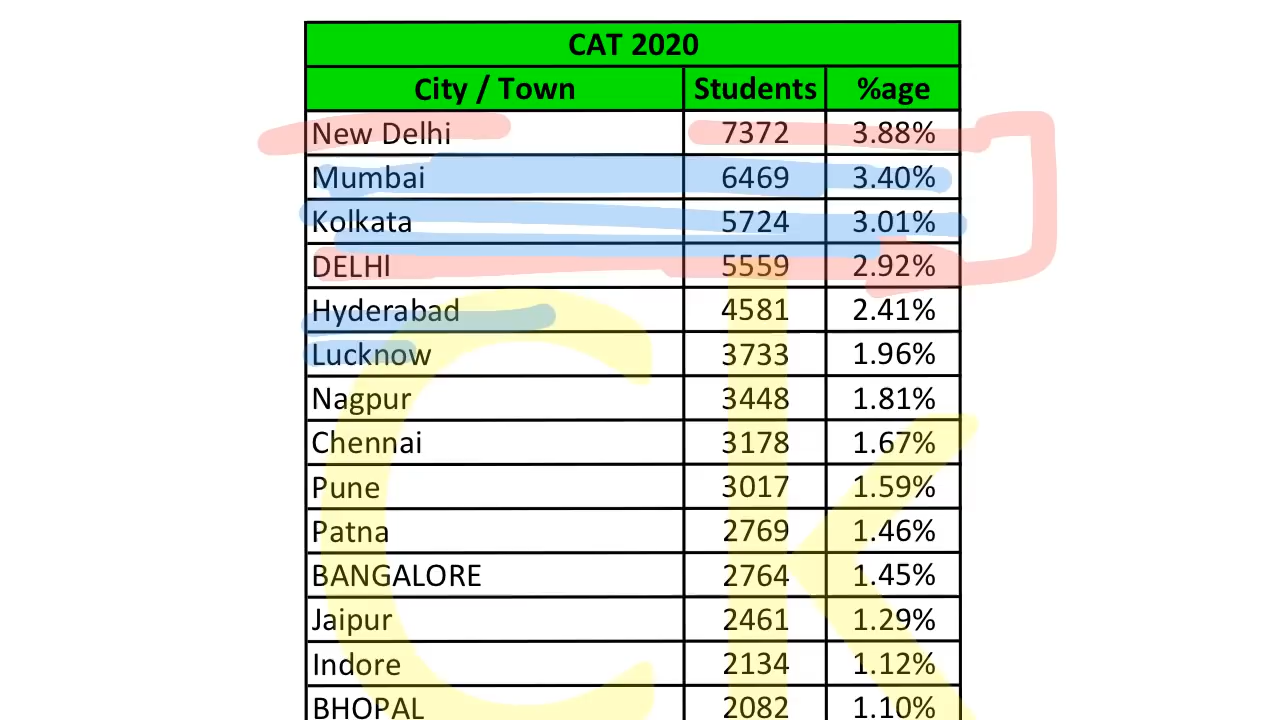 CAT 2020
City / Town Students %age
New Delhi 7372 3.88%
Mumbai 6469 3.40%
Kolkata 5724 3.01%
DELHI 5559 2.92%
Hyderabad 4581 2.41%
Lucknow 3733 1.96%
Nagpur 3448 1.81%
Chennai 3178 1.67%
Pune 3017 1.59%
Patna 2769 1.46%
BANGALORE 2764 1.45%
Jaipur 2461 1.29%
Indore 2134 1.12%
BHOPAL 2082 1.10%
CK